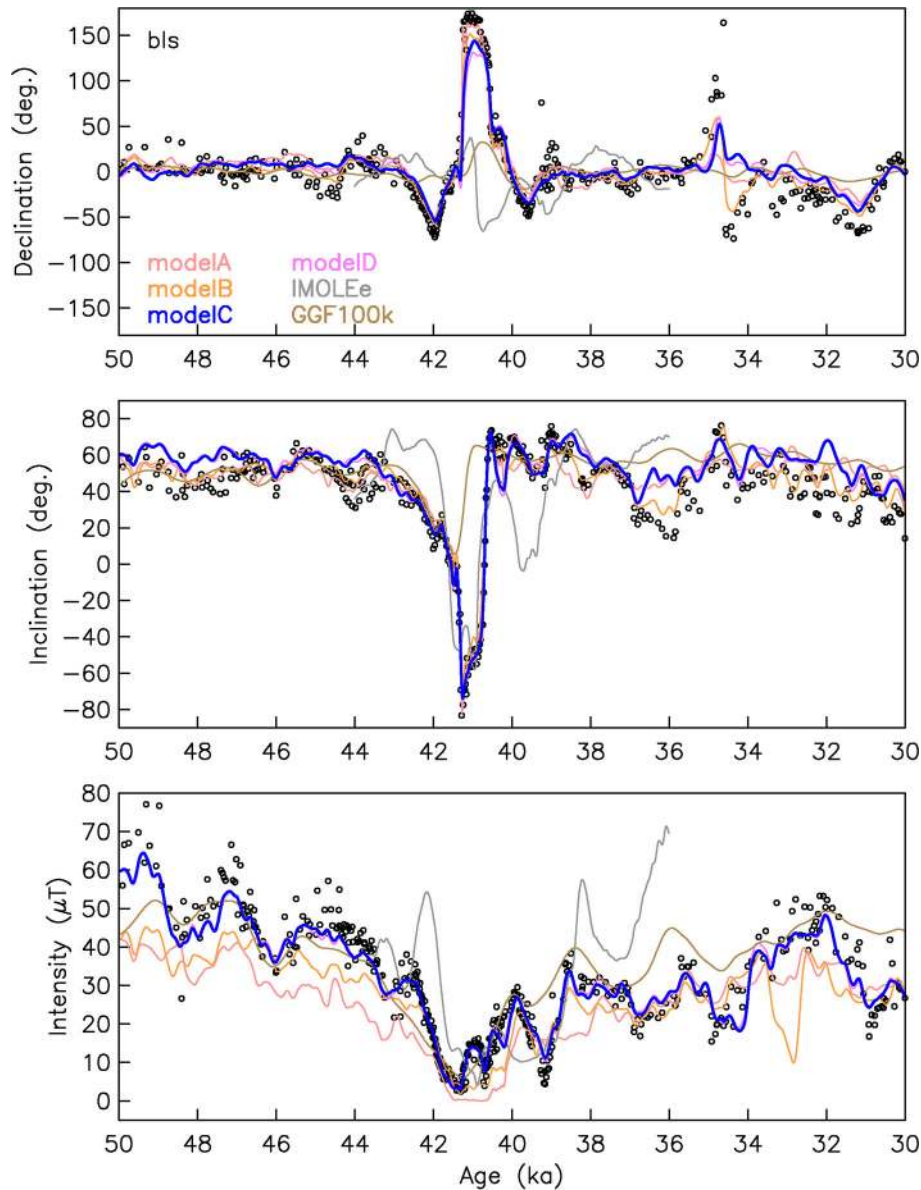 150
100
50
0
−50
−100
−150
Declination (deg.)
bls
modelA modelD
modelB IMOLEe
modelC GGF100k
50 48 46 44 42 40 38 36 34 32 30
80
60
40
20
0
−20
−40
−60
−80
Inclination (deg.)
50 48 46 44 42 40 38 36 34 32 30
80
70
60
50
40
30
20
10
0
Intensity (μT)
50 48 46 44 42 40 38 36 34 32 30
Age (ka)